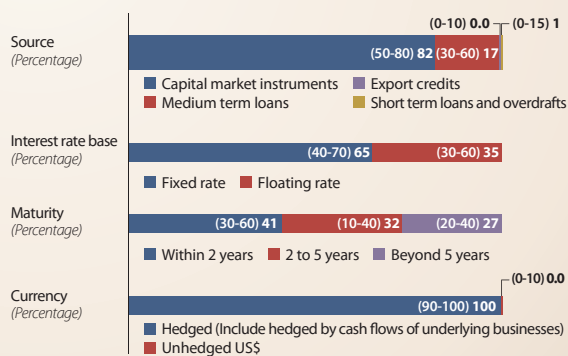 (0-10) 0.0 (0-15) 1
Source
(Percentage)
(50-80) 82 (30-60) 17
Capital market instruments Export credits
Medium term loans Short term loans and overdrafts
Interest rate base
(Percentage)
(40-70) 65 (30-60) 35
Fixed rate Floating rate
Maturity
(Percentage)
(30-60) 41 (10-40) 32 (20-40) 27
Within 2 years 2 to 5 years Beyond 5 years
(0-10) 0.0
Currency
(Percentage)
(90-100) 100
Hedged (Include hedged by cash flows of underlying businesses)
Unhedged US$